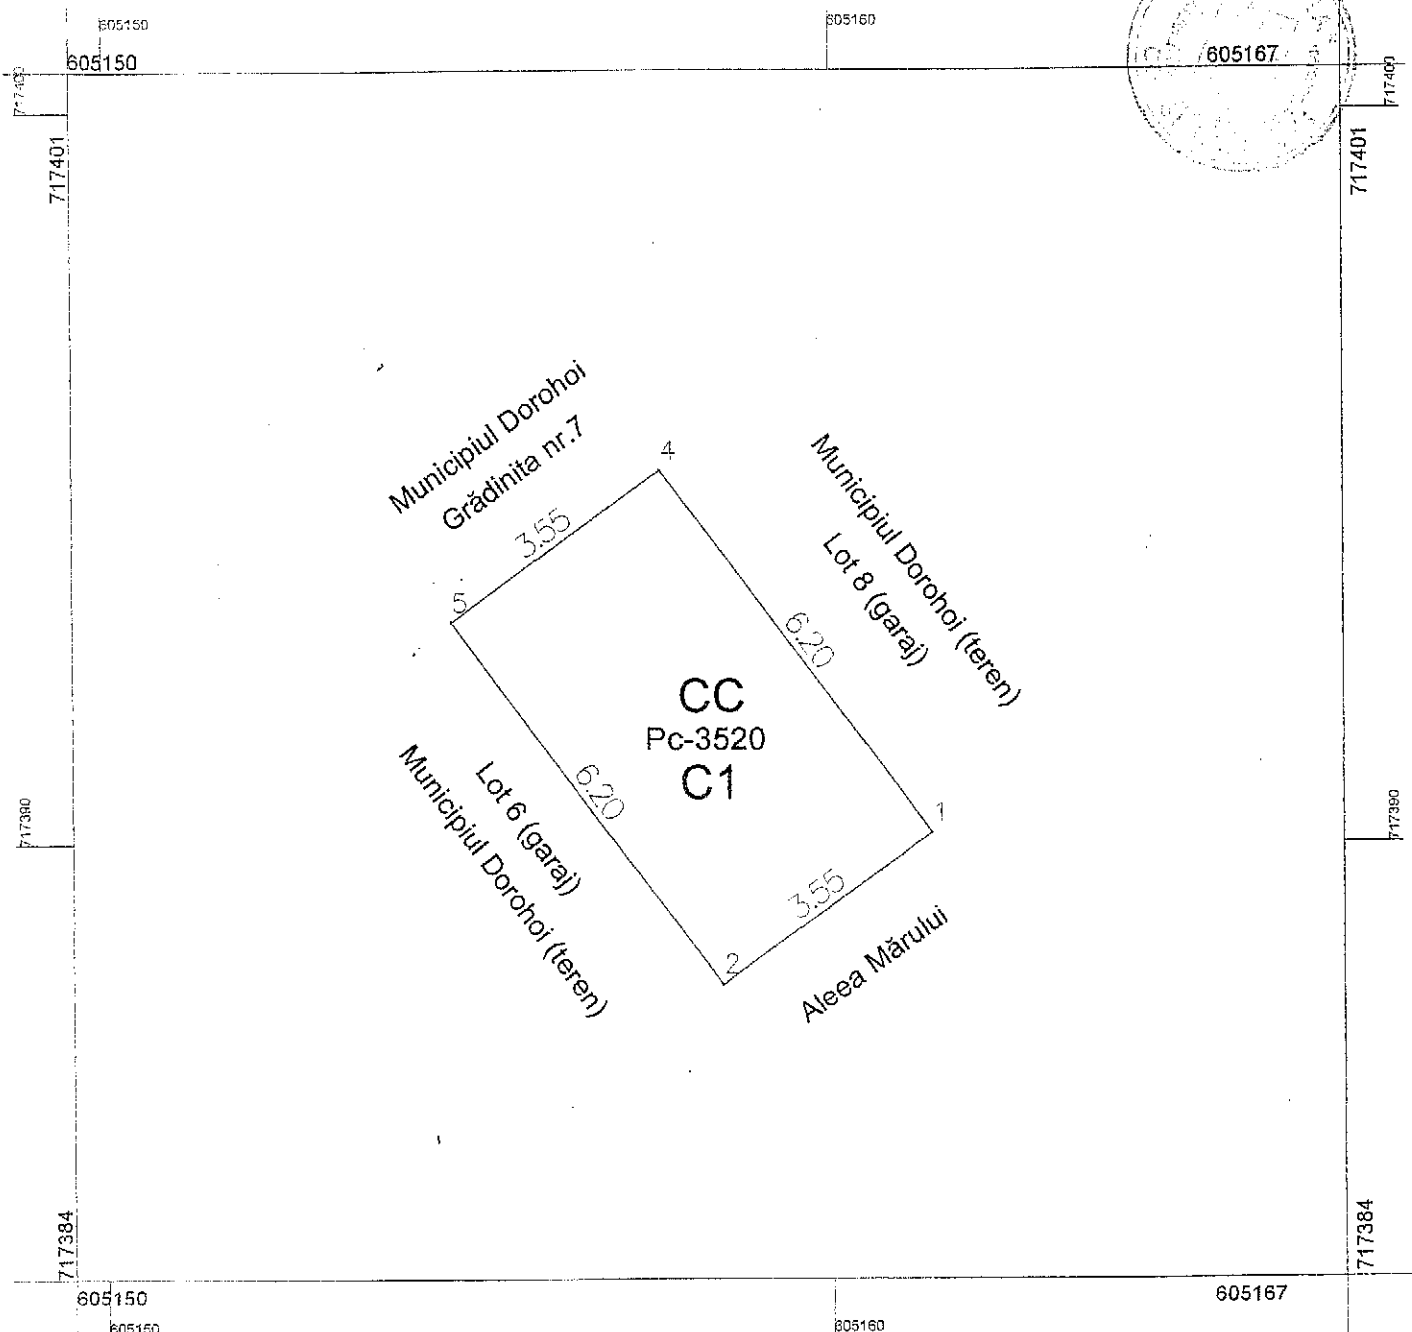 605150
605160
605150
605167
717400
717400
717401
717401
Municipiul Dorohoi
Grădinita nr.7
4
Municipiul Dorohoi (teren)
Lot 8 (garaj)
3.55
5
6.20
CC
Pc-3520
C1
6.20
Lot 6 (garaj)
Municipiul Dorohoi (teren)
717390
717390
1
3.55
2
Aleea Mărului
717384
717384
605150
605167
605150
605160